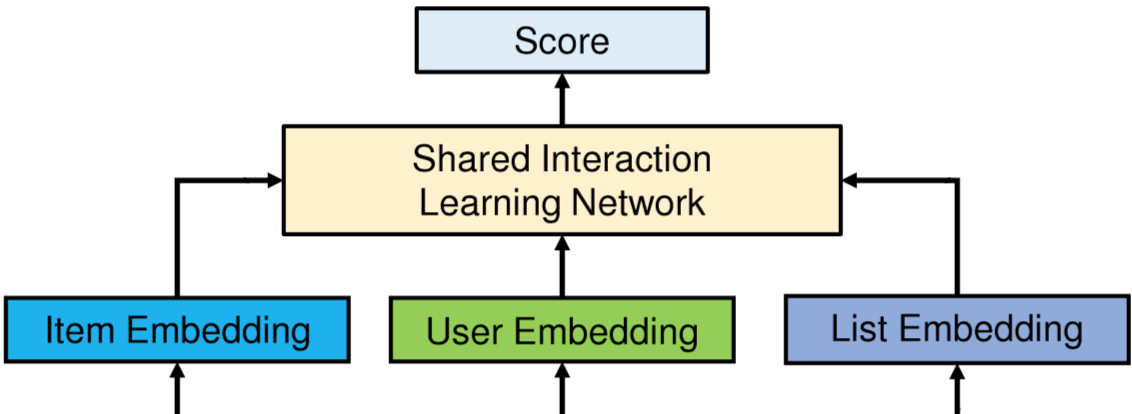 Score
Shared Interaction
Learning Network
Item Embedding
User Embedding
List Embedding